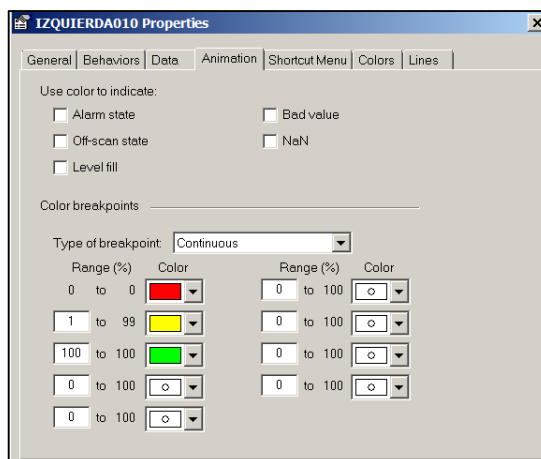 IZQUIERDA010 Properties
General Behaviors Data Animation Shortcut Menu Colors Lines
Use color to indicate:
Alarm state Bad value
Off-scan state NaN
Level fill
Color breakpoints
Type of breakpoint: Continuous
Range (%) Color Range (%) Color
0 to 0 0 to 100
1 to 99 0 to 100
100 to 100 0 to 100
0 to 100 0 to 100
0 to 100